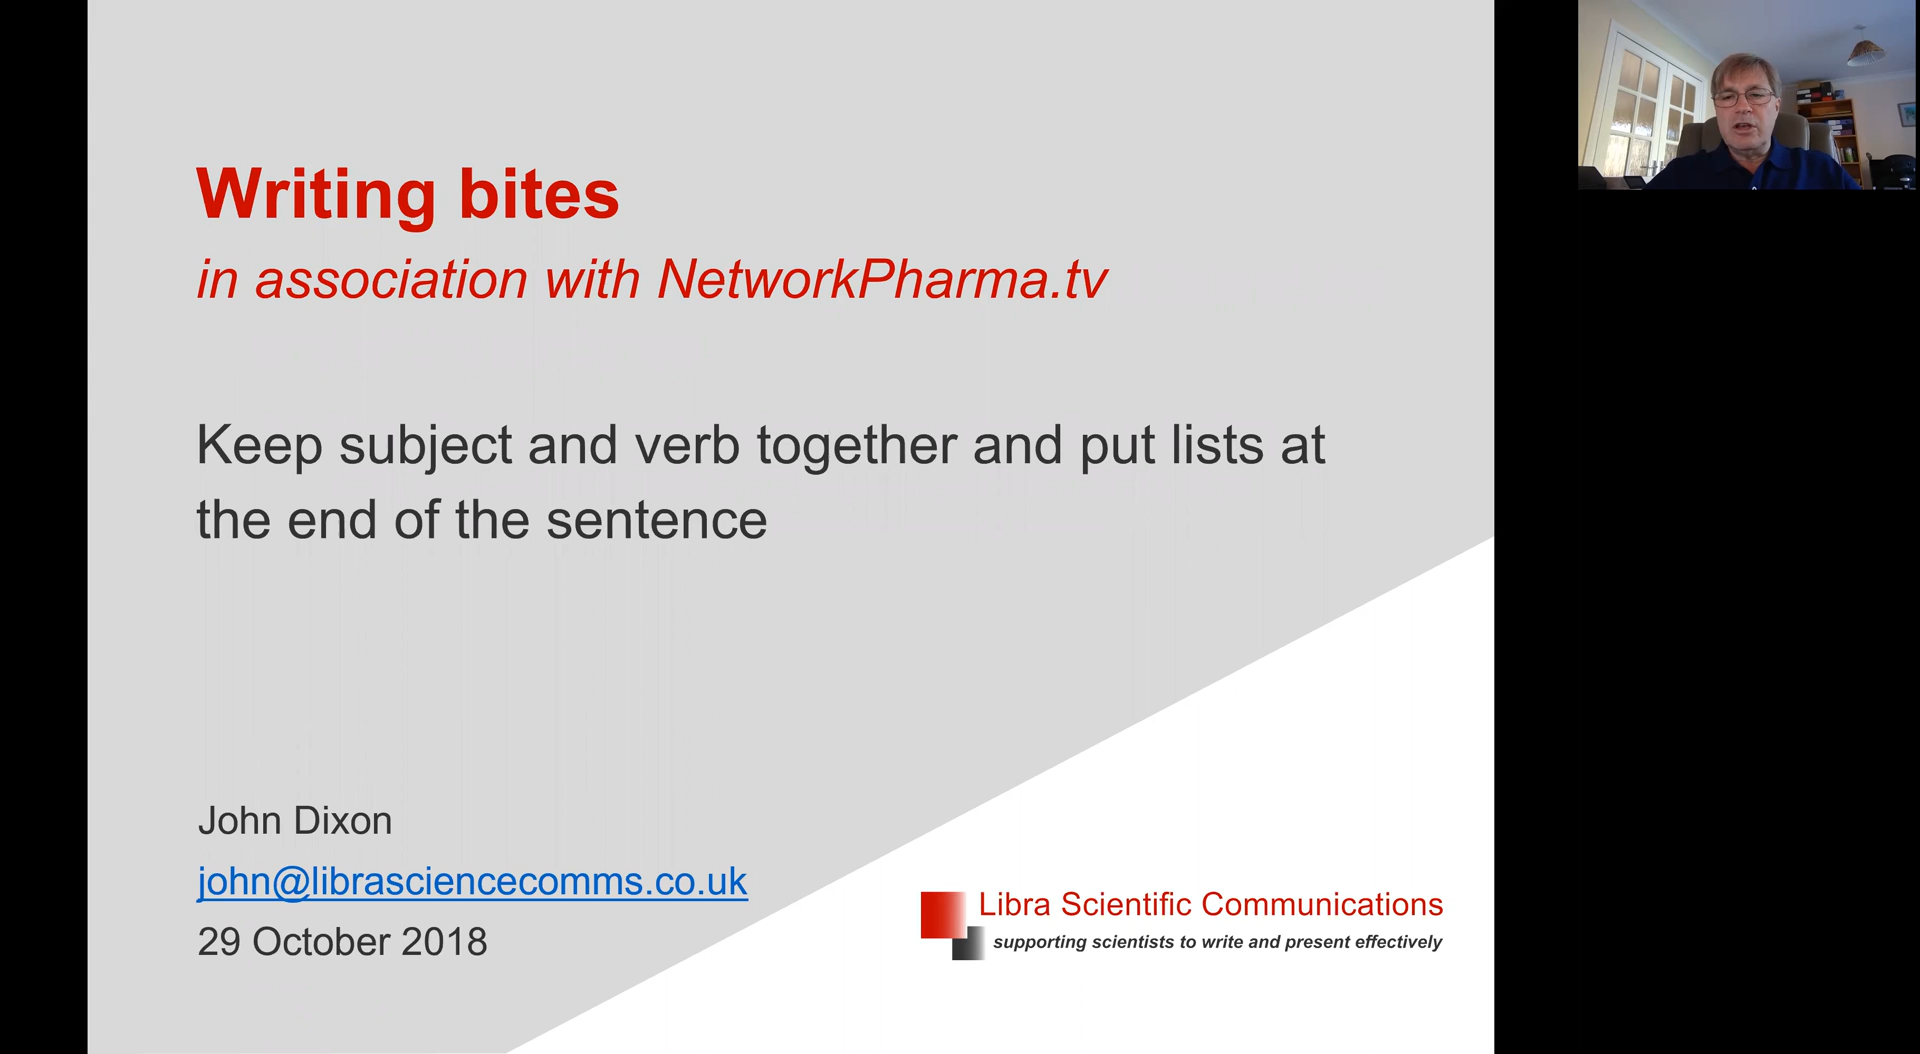 Writing bites
in association with NetworkPharma.tv
Keep subject and verb together and put lists at
the end of the sentence
John Dixon
john@librasciencecomms.co.uk
29 October 2018
Libra Scientific Communications
supporting scientists to write and present effectively